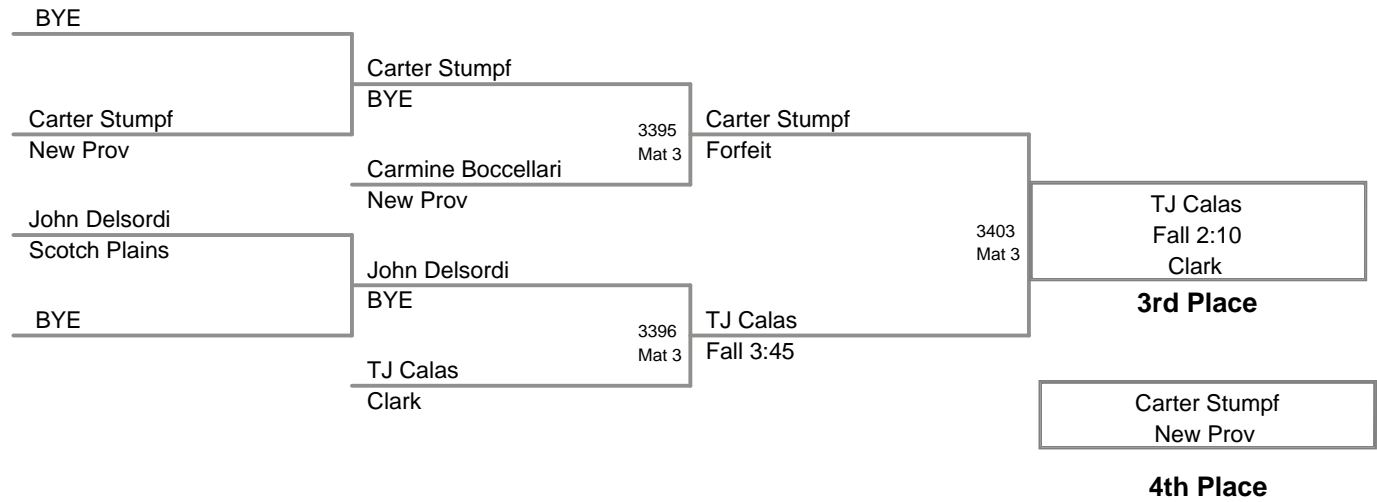 BYE
Carter Stumpf
BYE
Carter Stumpf
New Prov
3395
Mat 3
Carter Stumpf
Forfeit
Carmine Boccellari
New Prov
John Delsordi
Scotch Plains
3403
Mat 3
TJ Calas
Fall 2:10
Clark
3rd Place
John Delsordi
BYE
BYE
3396
Mat 3
TJ Calas
Fall 3:45
TJ Calas
Clark
Carter Stumpf
New Prov
4th Place